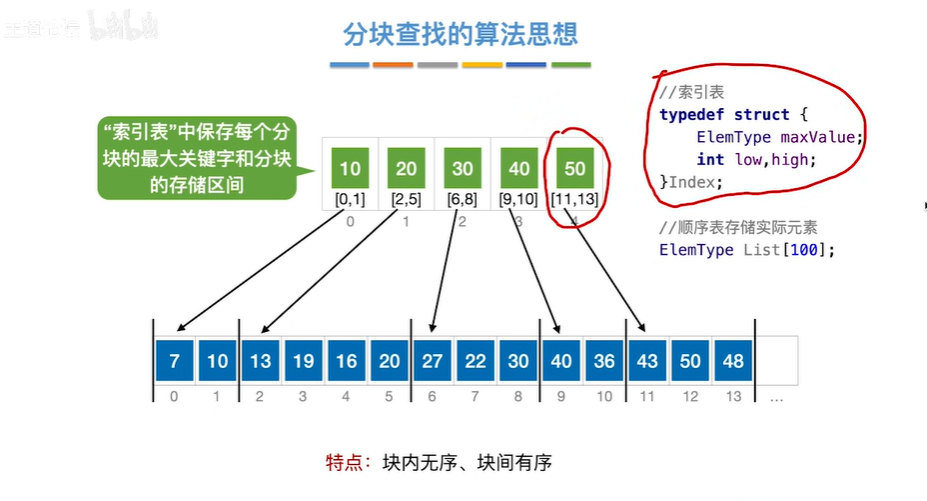 王道论坛 bilibili
分块查找的算法思想
“索引表”中保存每个分
块的最大关键字和分块
的存储区间
10 20 30 40 50
[0,1] [2,5] [6,8] [9,10] [11,13]
0 1 2 3 4
//索引表
typedef struct {
ElemType maxValue;
int low,high;
}Index;
//顺序表存储实际元素
ElemType List[100];
7 10 13 19 16 20 27 22 30 40 36 43 50 48
0 1 2 3 4 5 6 7 8 9 10 11 12 13 ...
特点：块内无序、块间有序